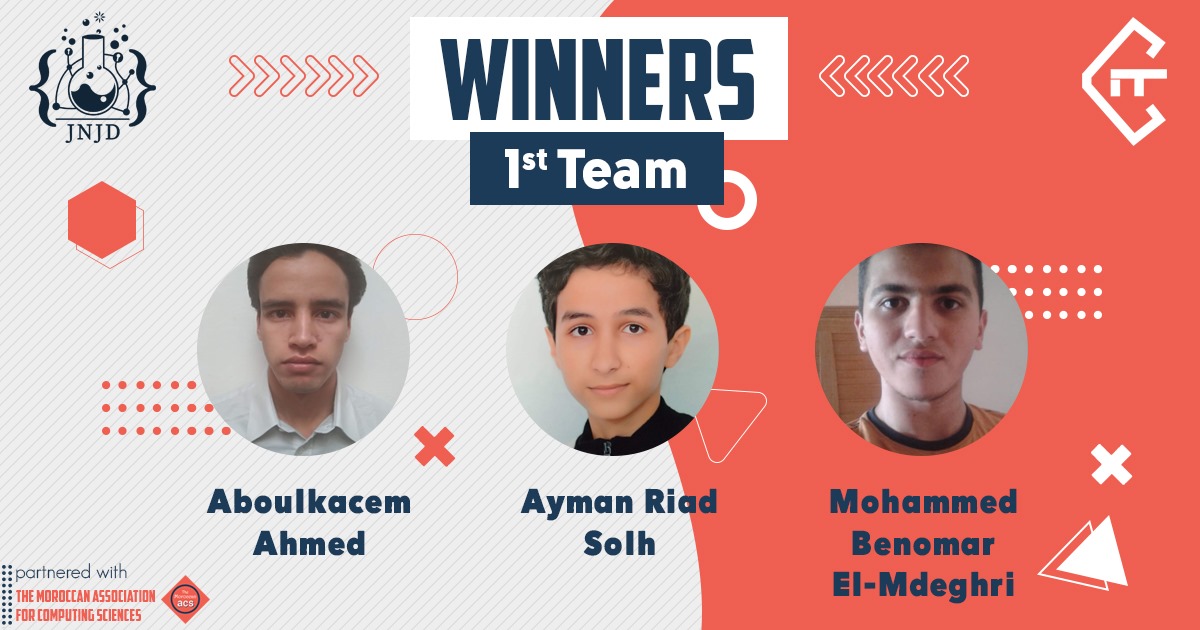 JNJD
WINNERS
1st Team
Aboulkacem
Ahmed
Ayman Riad
Solh
Mohammed
Benomar
El-Mdeghri
partnered with
THE MOROCCAN ASSOCIATION
FOR COMPUTING SCIENCES
acs